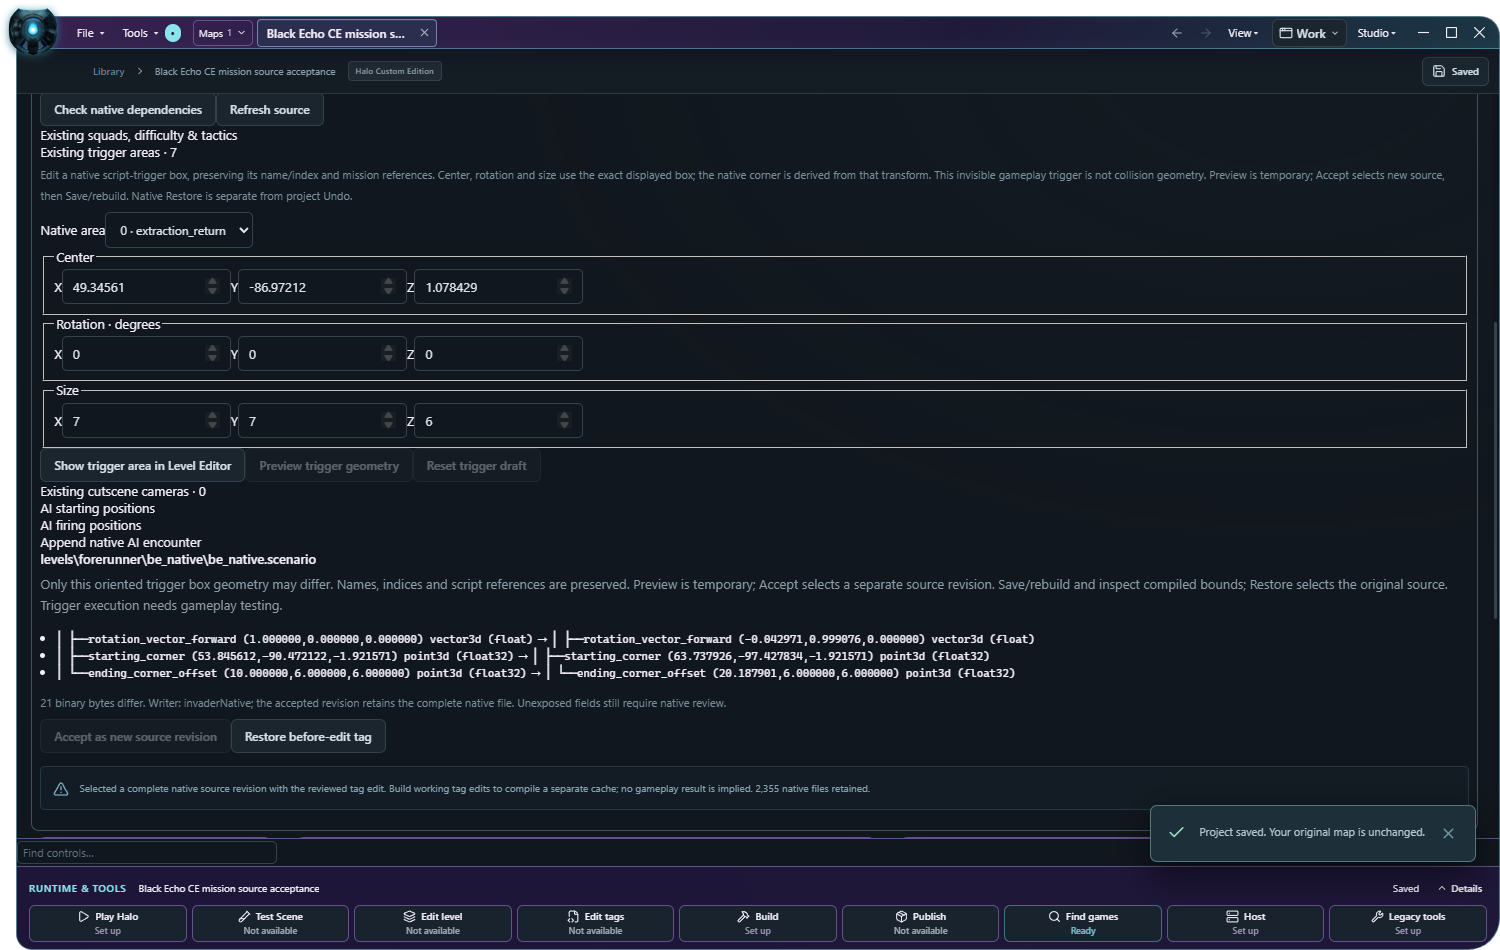 File Tools Maps 1 Black Echo CE mission s... View Work Studio
Library > Black Echo CE mission source acceptance Halo Custom Edition Saved
Check native dependencies Refresh source
Existing squads, difficulty & tactics
Existing trigger areas · 7
Edit a native script-trigger box, preserving its name/index and mission references. Center, rotation and size use the exact displayed box; the native corner is derived from that transform. This invisible gameplay trigger is not collision geometry. Preview is temporary; Accept selects new source,
then Save/rebuild. Native Restore is separate from project Undo.
Native area 0 · extraction_return
Center
X 49.34561 Y -86.97212 Z 1.078429
Rotation · degrees
X 0 Y 0 Z 0
Size
X 7 Y 7 Z 6
Show trigger area in Level Editor Preview trigger geometry Reset trigger draft
Existing cutscene cameras · 0
AI starting positions
AI firing positions
Append native AI encounter
levels\forerunner\be_native\be_native.scenario
Only this oriented trigger box geometry may differ. Names, indices and script references are preserved. Preview is temporary; Accept selects a separate source revision. Save/rebuild and inspect compiled bounds; Restore selects the original source.
Trigger execution needs gameplay testing.
• │ ├──rotation_vector_forward (1.000000,0.000000,0.000000) vector3d (float) → │ ├──rotation_vector_forward (-0.042971,0.999076,0.000000) vector3d (float)
• │ ├──starting_corner (53.845612,-90.472122,-1.921571) point3d (float32) → │ ├──starting_corner (63.737926,-97.427834,-1.921571) point3d (float32)
• │ └──ending_corner_offset (10.000000,6.000000,6.000000) point3d (float32) → │ └──ending_corner_offset (20.187901,6.000000,6.000000) point3d (float32)
21 binary bytes differ. Writer: invaderNative; the accepted revision retains the complete native file. Unexposed fields still require native review.
Accept as new source revision Restore before-edit tag
Selected a complete native source revision with the reviewed tag edit. Build working tag edits to compile a separate cache; no gameplay result is implied. 2,355 native files retained.
Project saved. Your original map is unchanged.
Find controls...
RUNTIME & TOOLS Black Echo CE mission source acceptance Saved Details
Play Halo Test Scene Edit level Edit tags Build Publish Find games Host Legacy tools
Set up Not available Not available Not available Set up Not available Ready Set up Set up